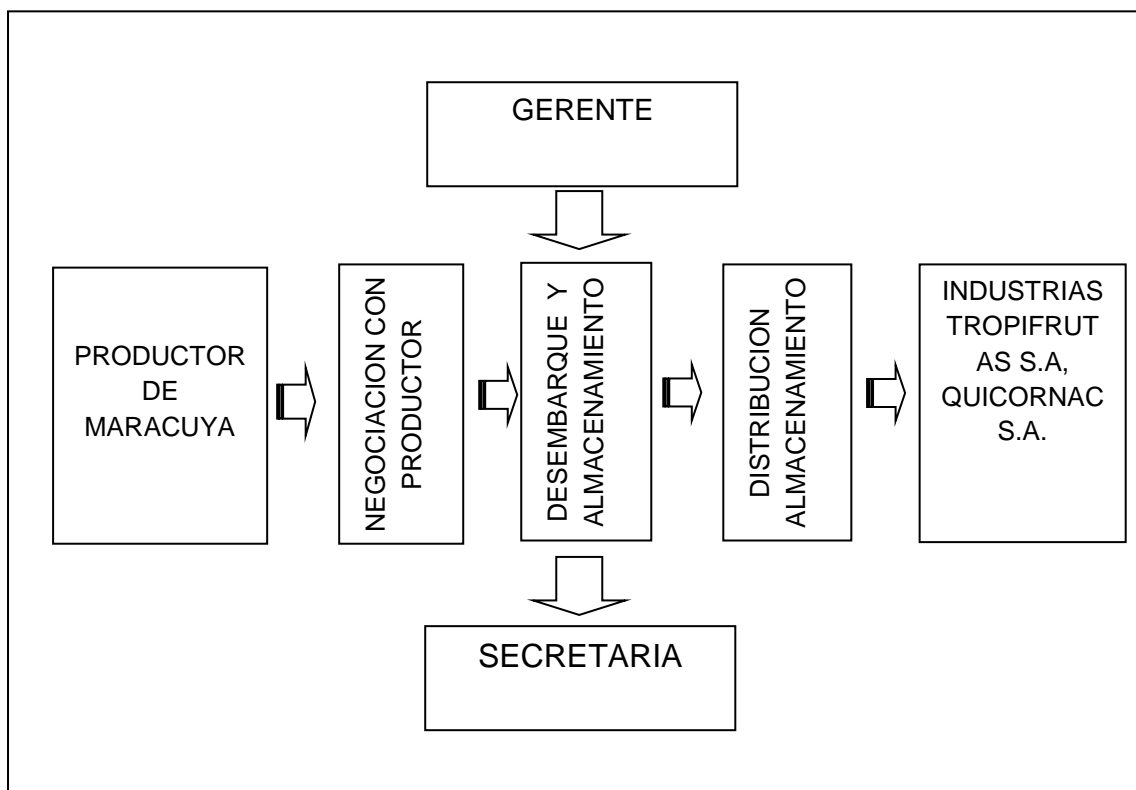 GERENTE
PRODUCTOR
DE
MARACUYA
NEGOCIACION CON
PRODUCTOR
DESEMBARQUE Y
ALMACENAMIENTO
DISTRIBUCION
ALMACENAMIENTO
INDUSTRIAS
TROPIFRUT
AS S.A,
QUICORNAC
S.A.
SECRETARIA